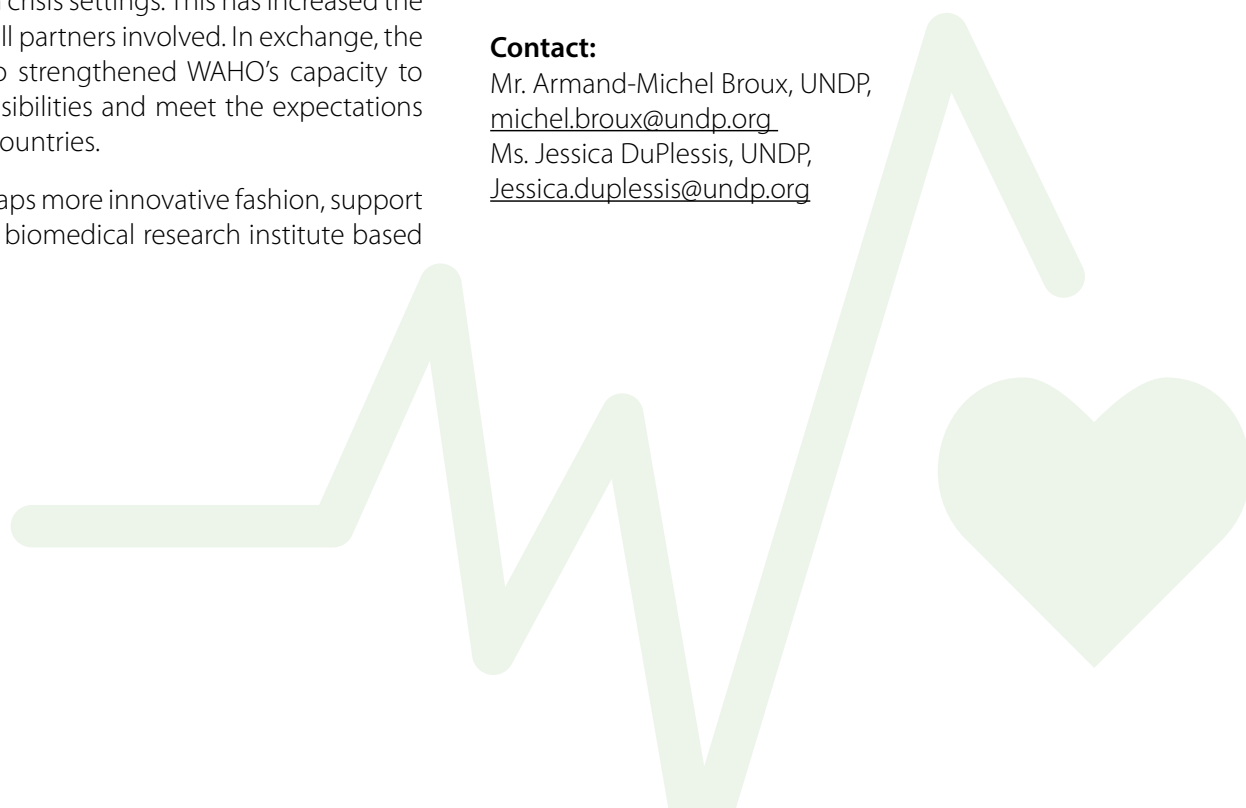 crisis settings. This has increased the
ll partners involved. In exchange, the
strengthened WAHO’s capacity to
sibilities and meet the expectations
ountries.
aps more innovative fashion, support
biomedical research institute based
Contact:
Mr. Armand-Michel Broux, UNDP,
michel.broux@undp.org
Ms. Jessica DuPlessis, UNDP,
Jessica.duplessis@undp.org